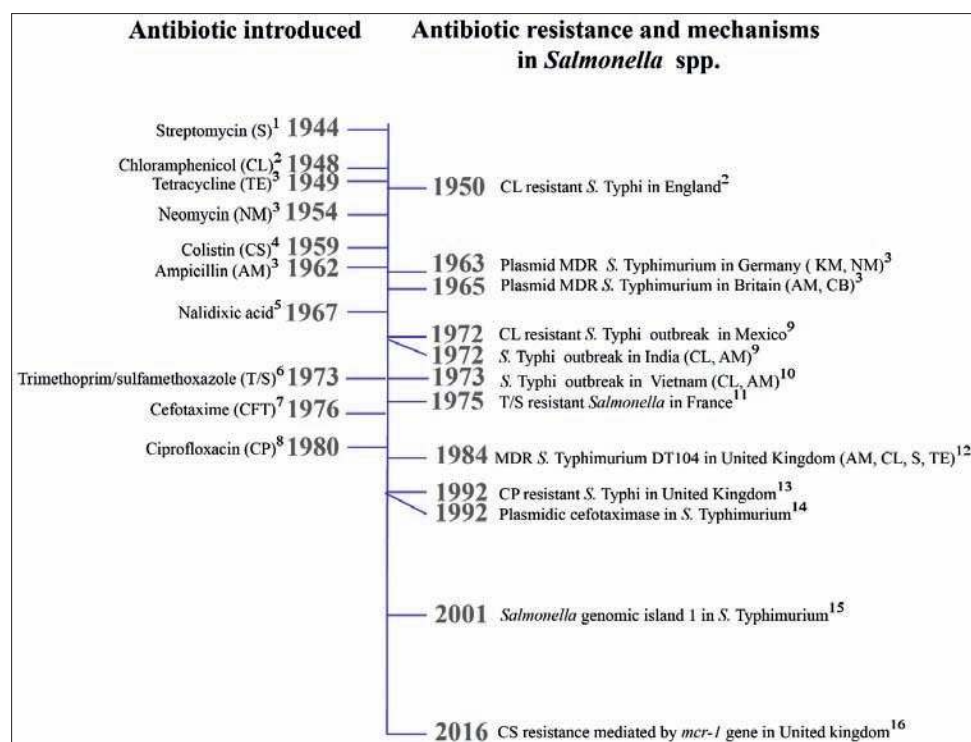 Antibiotic introduced
Antibiotic resistance and mechanisms
in Salmonella spp.
Streptomycin (S)1 1944
Chloramphenicol (CL)2 1948
Tetracycline (TE)3 1949
1950 CL resistant S. Typhi in England2
Neomycin (NM)3 1954
Colistin (CS)4 1959
Ampicillin (AM)3 1962
1963 Plasmid MDR S. Typhimurium in Germany ( KM, NM)3
1965 Plasmid MDR S. Typhimurium in Britain (AM, CB)3
Nalidixic acid5 1967
1972 CL resistant S. Typhi outbreak in Mexico9
1972 S. Typhi outbreak in India (CL, AM)9
Trimethoprim/sulfamethoxazole (T/S)6 1973
1973 S. Typhi outbreak in Vietnam (CL, AM)10
1975 T/S resistant Salmonella in France11
Cefotaxime (CFT)7 1976
Ciprofloxacin (CP)8 1980
1984 MDR S. Typhimurium DT104 in United Kingdom (AM, CL, S, TE)12
1992 CP resistant S. Typhi in United Kingdom13
1992 Plasmidic cefotaximase in S. Typhimurium14
2001 Salmonella genomic island 1 in S. Typhimurium15
2016 CS resistance mediated by mcr-1 gene in United kingdom16